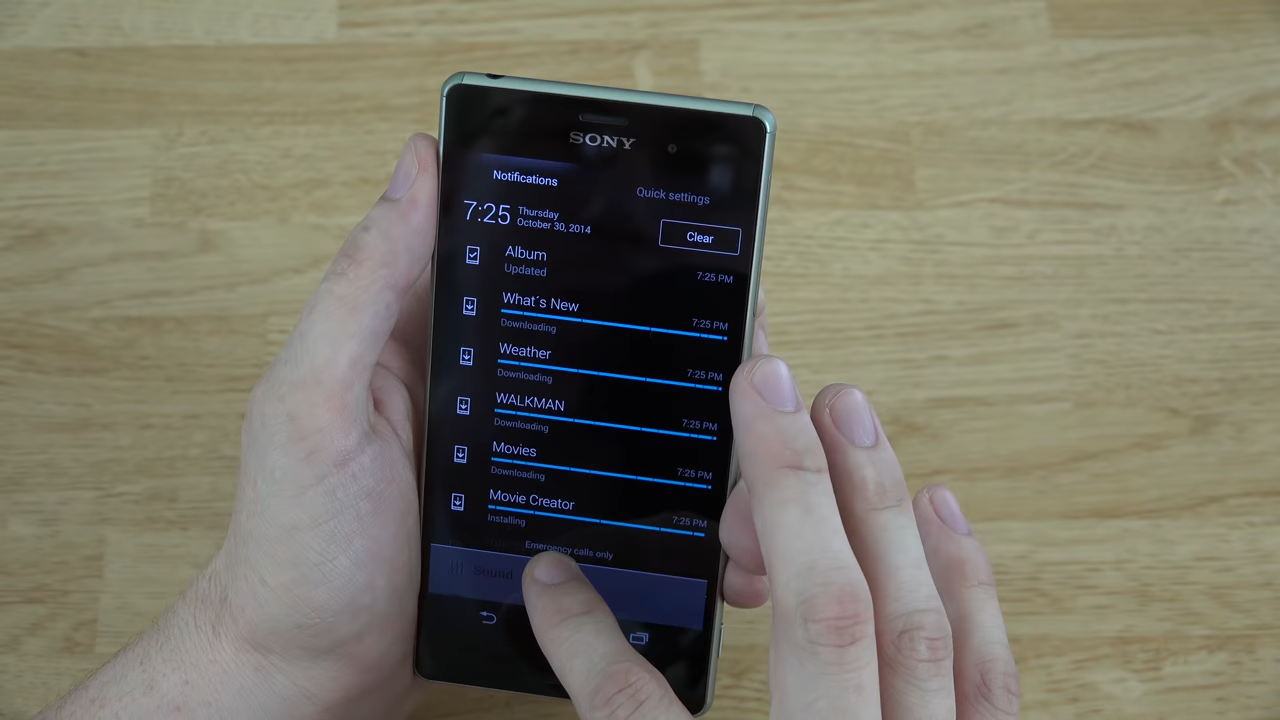 SONY
Notifications
Quick settings
7:25
Thursday
October 30, 2014
Clear
Album
Updated
7:25 PM
What´s New
7:25 PM
Downloading
Weather
7:25 PM
Downloading
WALKMAN
7:25 PM
Downloading
Movies
7:25 PM
Downloading
Movie Creator
7:25 PM
Installing
Emergency calls only
Sound